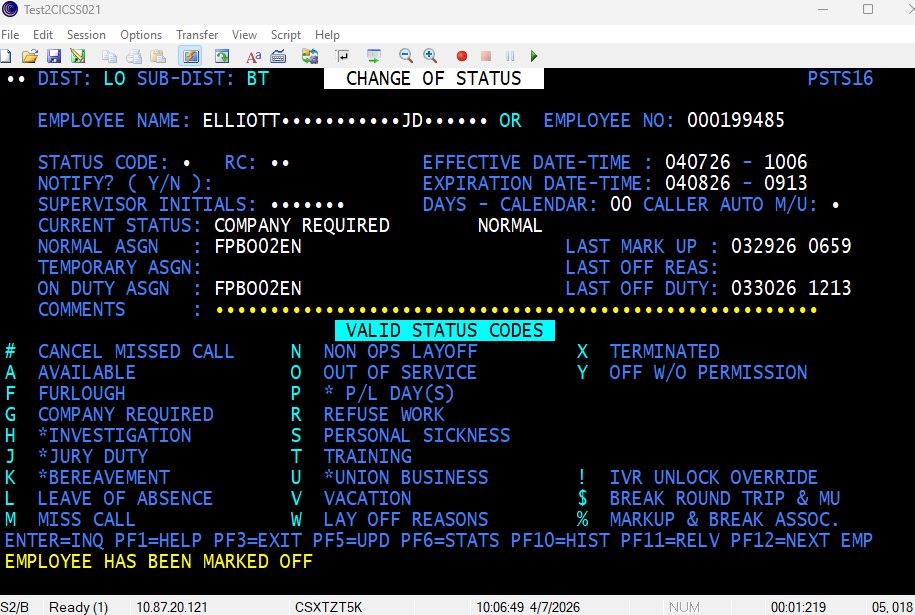 Test2CICSS021
File Edit Session Options Transfer View Script Help
•• DIST: LO SUB-DIST: BT CHANGE OF STATUS PSTS16
EMPLOYEE NAME: ELLIOTT•••••••••••JD•••••• OR EMPLOYEE NO: 000199485
STATUS CODE: • RC: •• EFFECTIVE DATE-TIME : 040726 - 1006
NOTIFY? ( Y/N ): EXPIRATION DATE-TIME: 040826 - 0913
SUPERVISOR INITIALS: ••••••• DAYS - CALENDAR: 00 CALLER AUTO M/U: •
CURRENT STATUS: COMPANY REQUIRED NORMAL
NORMAL ASGN : FPBO02EN LAST MARK UP : 032926 0659
TEMPORARY ASGN: LAST OFF REAS:
ON DUTY ASGN : FPBO02EN LAST OFF DUTY: 033026 1213
COMMENTS : •••••••••••••••••••••••••••••••••••••••••••••••••••••••
VALID STATUS CODES
# CANCEL MISSED CALL N NON OPS LAYOFF X TERMINATED
A AVAILABLE O OUT OF SERVICE Y OFF W/O PERMISSION
F FURLOUGH P * P/L DAY(S)
G COMPANY REQUIRED R REFUSE WORK
H *INVESTIGATION S PERSONAL SICKNESS
J *JURY DUTY T TRAINING
K *BEREAVEMENT U *UNION BUSINESS ! IVR UNLOCK OVERRIDE
L LEAVE OF ABSENCE V VACATION $ BREAK ROUND TRIP & MU
M MISS CALL W LAY OFF REASONS % MARKUP & BREAK ASSOC.
ENTER=INQ PF1=HELP PF3=EXIT PF5=UPD PF6=STATS PF10=HIST PF11=RELV PF12=NEXT EMP
EMPLOYEE HAS BEEN MARKED OFF
S2/B Ready (1) 10.87.20.121 CSXTZT5K 10:06:49 4/7/2026 NUM 00:01:219 05, 018